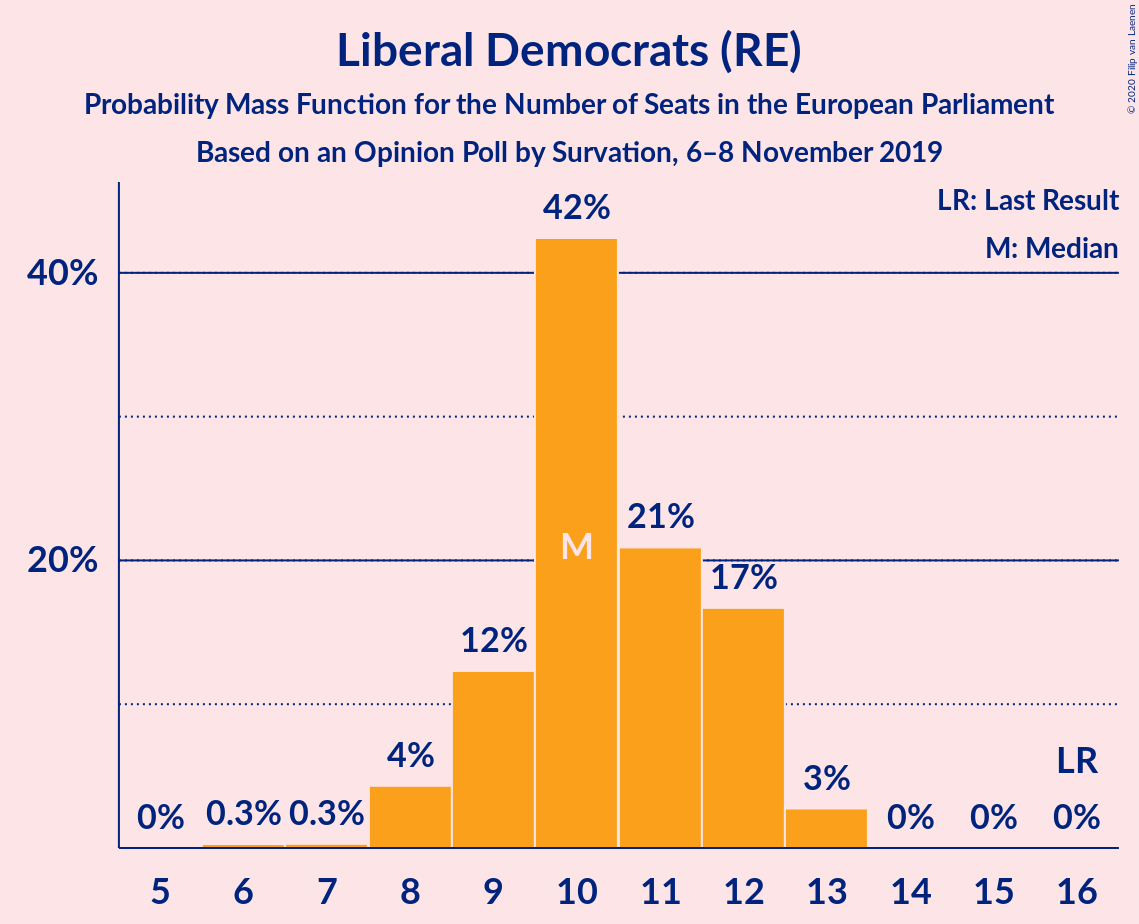 Liberal Democrats (RE)
Probability Mass Function for the Number of Seats in the European Parliament
Based on an Opinion Poll by Survation, 6–8 November 2019
© 2020 Filip van Laenen
LR: Last Result
M: Median
42%
40%
21%
M
20%
17%
12%
4%
3%
LR
0%
0.3%
0.3%
0%
0%
0%
5 6 7 8 9 10 11 12 13 14 15 16